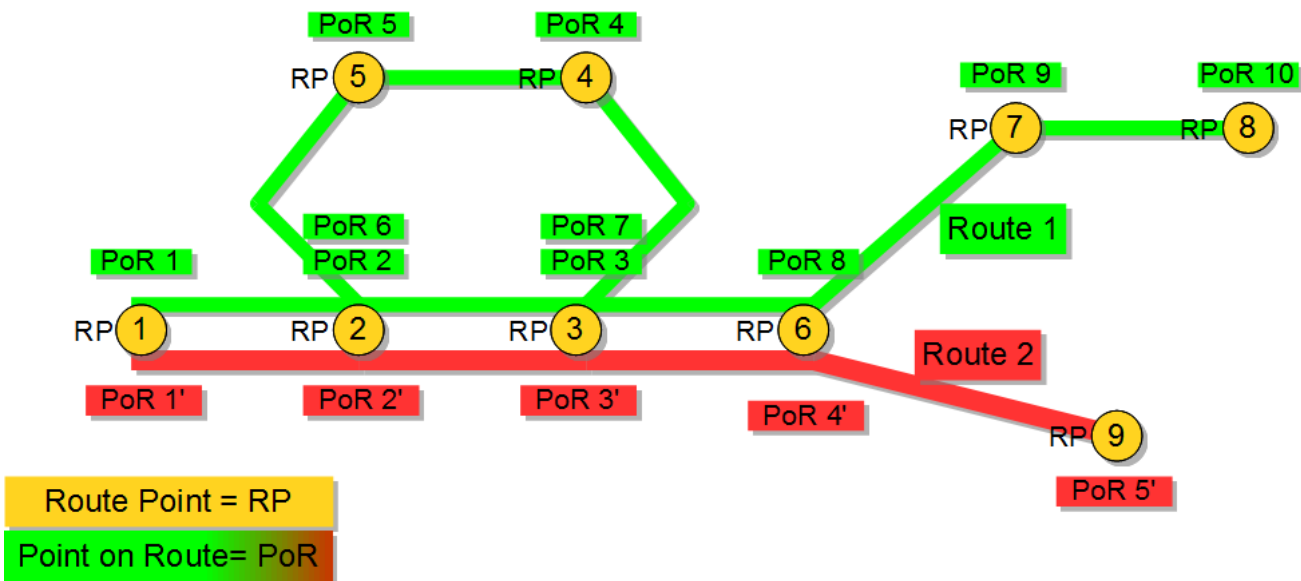 PoR 5
PoR 4
RP 5
RP 4
PoR 9
PoR 10
RP 7
RP 8
PoR 6
PoR 7
Route 1
PoR 1
PoR 2
PoR 3
PoR 8
RP 1
RP 2
RP 3
RP 6
Route 2
PoR 1'
PoR 2'
PoR 3'
PoR 4'
RP 9
PoR 5'
Route Point = RP
Point on Route= PoR